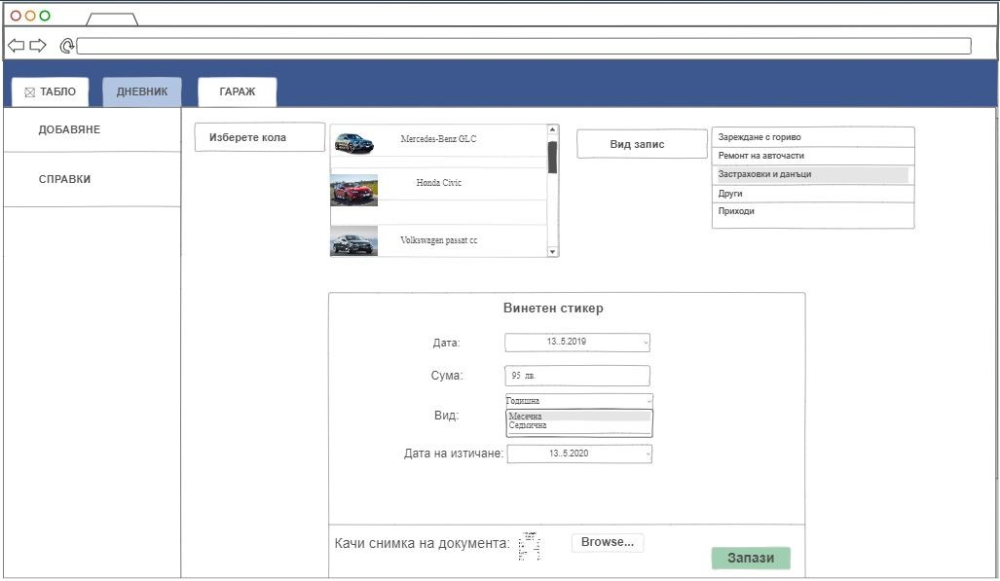 ТАБЛО
ДНЕВНИК
ГАРАЖ
ДОБАВЯНЕ
СПРАВКИ
Изберете кола
Mercedes-Benz GLC
Honda Civic
Volkswagen passat cc
Вид запис
Зареждане с гориво
Ремонт на авточасти
Застраховки и данъци
Други
Приходи
Винетен стикер
Дата:
13..5.2019
Сума:
95 лв.
Вид:
Годишна
Месечна
Седмична
Дата на изтичане:
13..5.2020
Качи снимка на документа:
Browse...
Запази